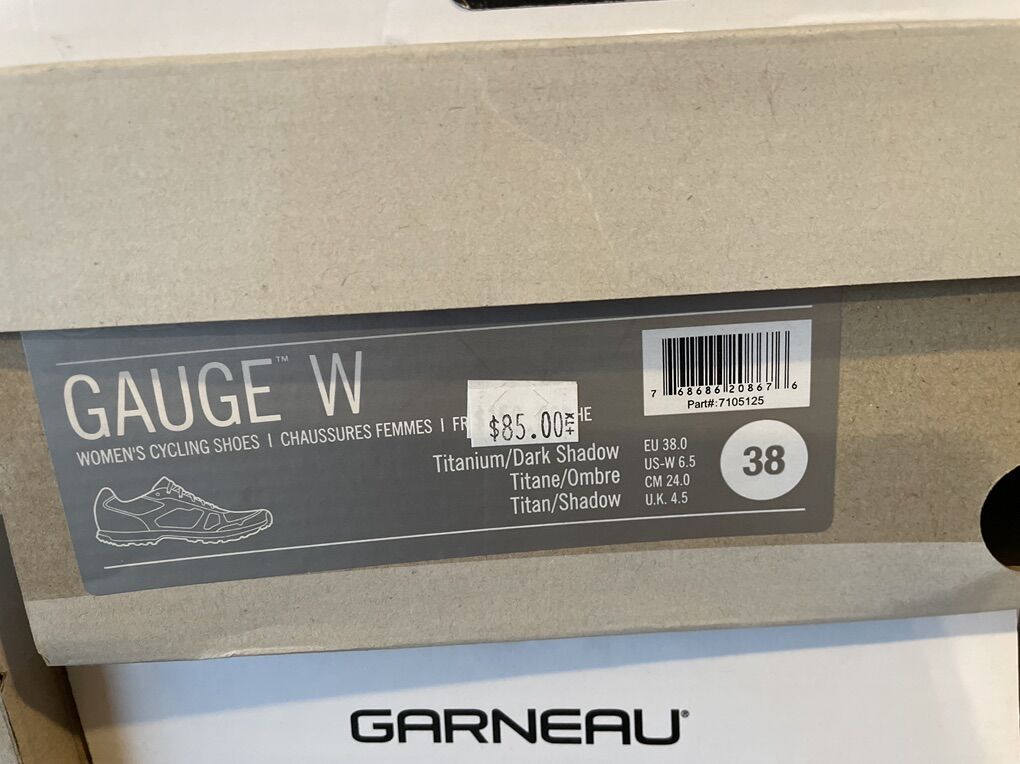 GAUGE™ W
WOMEN'S CYCLING SHOES I CHAUSSURES FEMMES I
$85.00
Titanium/Dark Shadow
Titane/Ombre
Titan/Shadow
7 68686 20867 6
Part#:7105125
EU 38.0
US-W 6.5
CM 24.0
U.K. 4.5
38
GARNEAU®